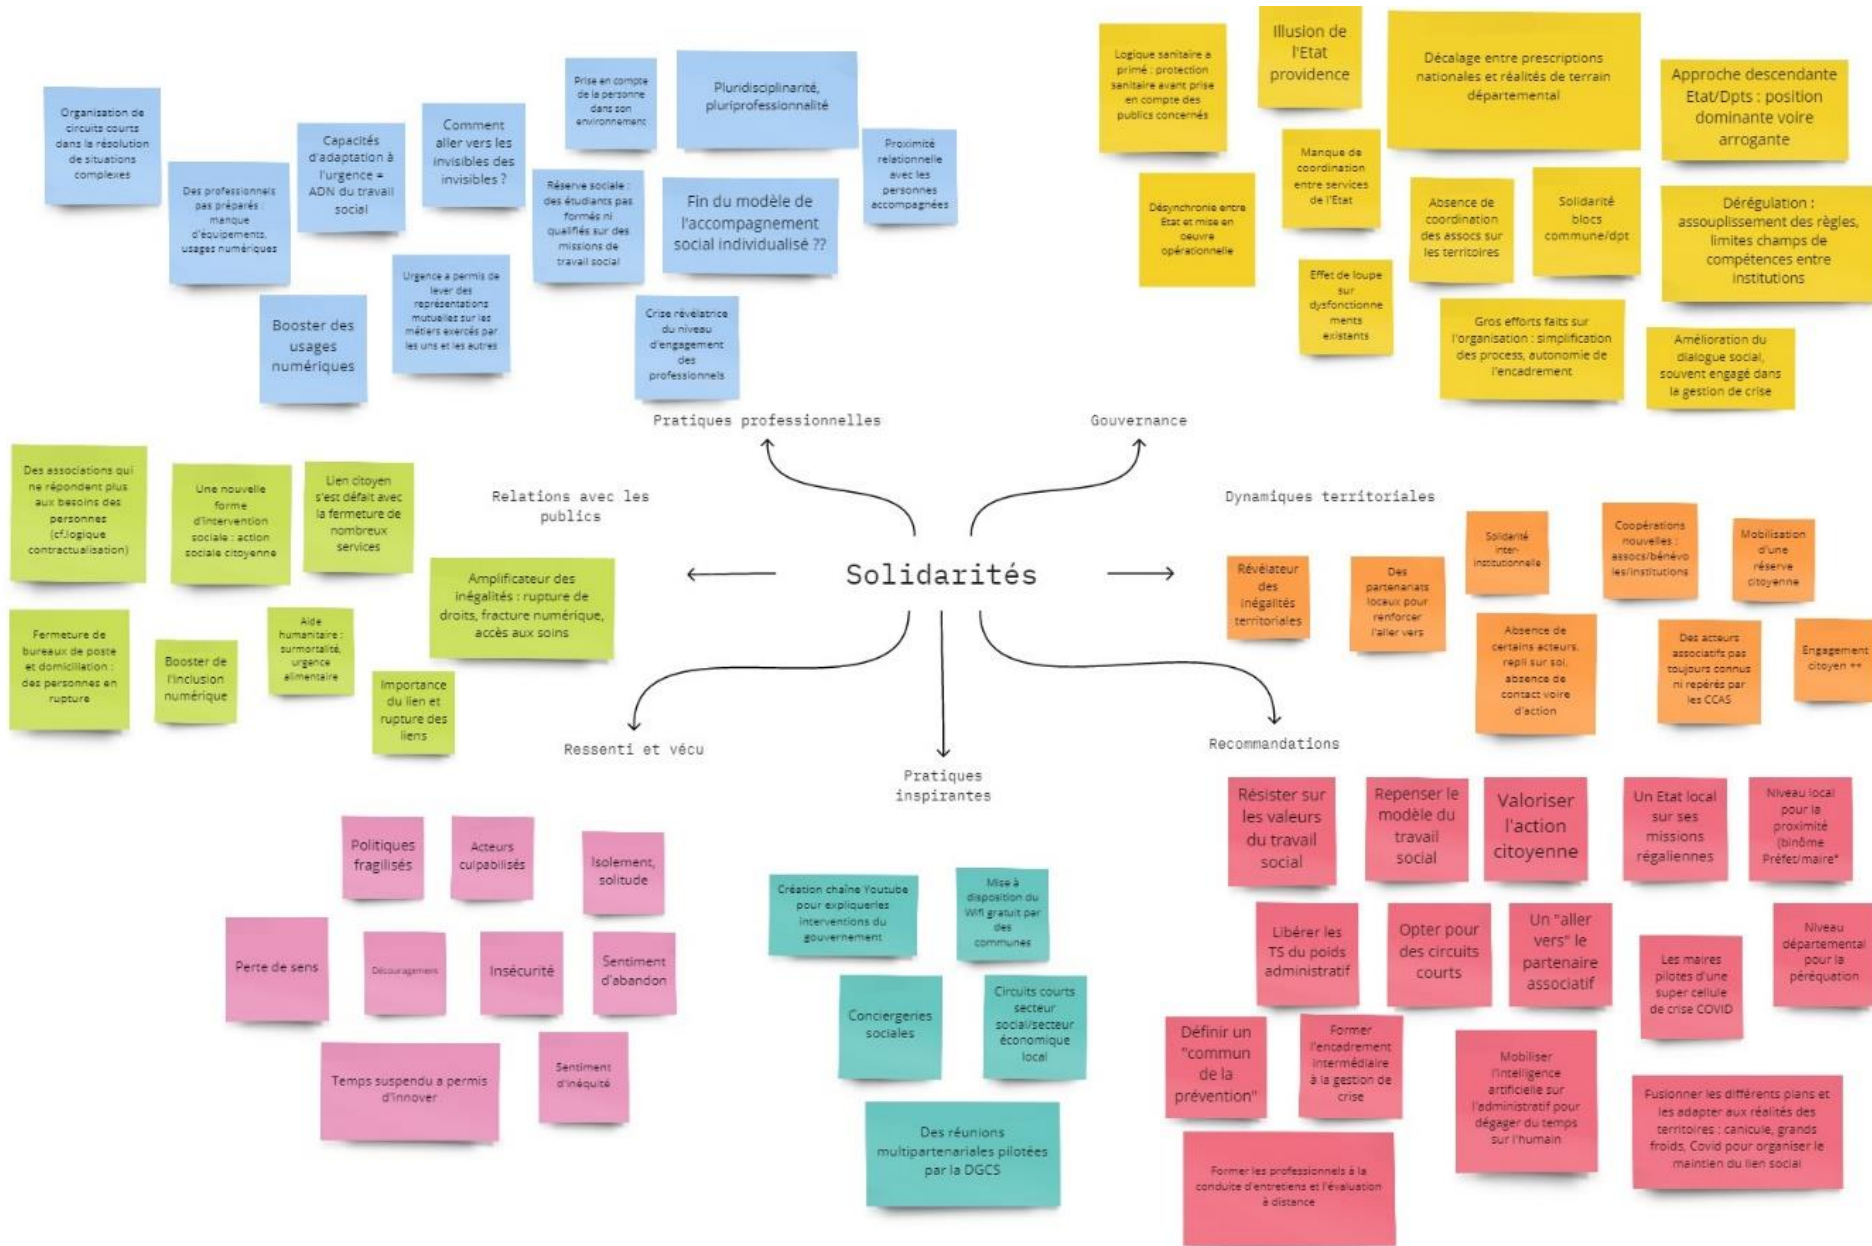 Organisation de
circuits courts
dans la résolution
de situations
complexes
Des professionnels
pas préparés :
manque
d'équipements,
usages numériques
Capacités
d'adaptation à
l'urgence =
ADN du travail
social
Booster des
usages
numériques
Comment
aller vers les
invisibles des
invisibles ?
Urgence a permis de
lever des
représentations
mutuelles sur les
métiers exercés par
les uns et les autres
Prise en compte
de la personne
dans son
environnement
Réserve sociale :
des étudiants pas
formés ni
qualifiés sur des
missions de
travail social
Pluridisciplinarité,
pluriprofessionnalité
Fin du modèle de
l'accompagnement
social individualisé ??
Proximité
relationnelle
avec les
personnes
accompagnées
Crise révélatrice
du niveau
d'engagement
des
professionnels
Pratiques professionnelles
Logique sanitaire a
primé : protection
sanitaire avant prise
en compte des
publics concernés
Illusion de
l'Etat
providence
Décalage entre prescriptions
nationales et réalités de terrain
départemental
Approche descendante
Etat/Dpts : position
dominante voire
arrogante
Désynchronie entre
Etat et mise en
oeuvre
opérationnelle
Manque de
coordination
entre services
de l'Etat
Absence de
coordination
des assocs sur
les territoires
Solidarité
blocs
commune/dpt
Dérégulation :
assouplissement des règles,
limites champs de
compétences entre
institutions
Effet de loupe
sur
dysfonctionne
ments
existants
Gros efforts faits sur
l'organisation : simplification
des process, autonomie de
l'encadrement
Amélioration du
dialogue social,
souvent engagé dans
la gestion de crise
Gouvernance
Des associations qui
ne répondent plus
aux besoins des
personnes
(cf.logique
contractualisation)
Une nouvelle
forme
d'intervention
sociale : action
sociale citoyenne
Lien citoyen
s'est défait avec
la fermeture de
nombreux
services
Amplificateur des
inégalités : rupture de
droits, fracture numérique,
accès aux soins
Fermeture de
bureaux de poste
et domiciliation :
des personnes en
rupture
Booster de
l'inclusion
numérique
Aide
humanitaire :
surmortalité,
urgence
alimentaire
Importance
du lien et
rupture des
liens
Relations avec les
publics
Solidarités
Dynamiques territoriales
Révélateur
des
inégalités
territoriales
Des
partenariats
locaux pour
renforcer
l'aller vers
Solidarité
inter-
institutionnelle
Coopérations
nouvelles :
assocs/bénévo
les/institutions
Mobilisation
d'une
réserve
citoyenne
Absence de
certains acteurs,
repli sur soi,
absence de
contact voire
d'action
Des acteurs
associatifs pas
toujours connus
ni repérés par
les CCAS
Engagement
citoyen ++
Ressenti et vécu
Politiques
fragilisés
Acteurs
culpabilisés
Isolement,
solitude
Perte de sens
Découragement
Insécurité
Sentiment
d'abandon
Temps suspendu a permis
d'innover
Sentiment
d'inéquité
Pratiques
inspirantes
Création chaîne Youtube
pour expliquerles
interventions du
gouvernement
Mise à
disposition du
Wifi gratuit par
des
communes
Conciergeries
sociales
Circuits courts
secteur
social/secteur
économique
local
Des réunions
multipartenariales pilotées
par la DGCS
Recommandations
Résister sur
les valeurs
du travail
social
Repenser le
modèle du
travail
social
Valoriser
l'action
citoyenne
Un Etat local
sur ses
missions
régaliennes
Niveau local
pour la
proximité
(binôme
Préfet/maire"
Libérer les
TS du poids
administratif
Opter pour
des circuits
courts
Un "aller
vers" le
partenaire
associatif
Les maires
pilotes d'une
super cellule
de crise COVID
Niveau
départemental
pour la
péréquation
Définir un
"commun
de la
prévention"
Former
l'encadrement
intermédiaire
à la gestion de
crise
Mobiliser
l'intelligence
artificielle sur
l'administratif pour
dégager du temps
sur l'humain
Fusionner les différents plans et
les adapter aux réalités des
territoires : canicule, grands
froids, Covid pour organiser le
maintien du lien social
Former les professionnels à la
conduite d'entretiens et l'évaluation
à distance